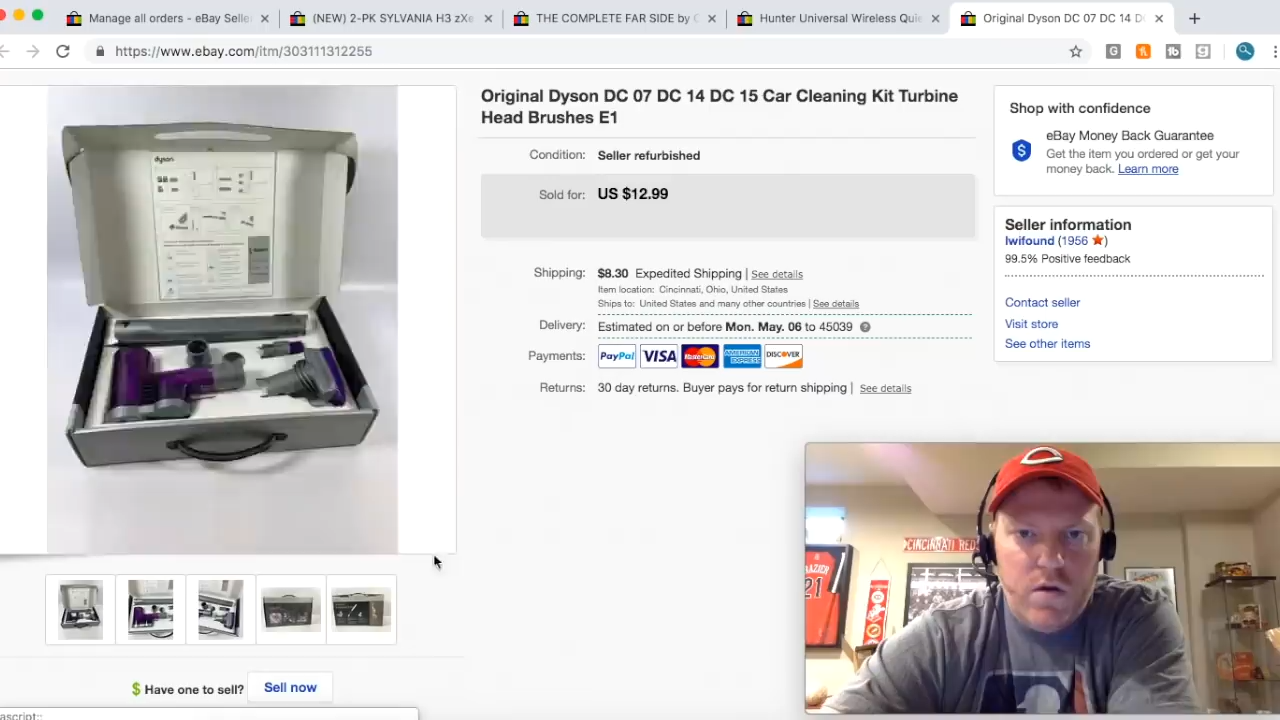 Manage all orders - eBay Selle
(NEW) 2-PK SYLVANIA H3 zXe
THE COMPLETE FAR SIDE by G
Hunter Universal Wireless Quie
Original Dyson DC 07 DC 14 D
https://www.ebay.com/itm/303111312255
Original Dyson DC 07 DC 14 DC 15 Car Cleaning Kit Turbine
Head Brushes E1
Condition: Seller refurbished
Sold for: US $12.99
Shipping: $8.30 Expedited Shipping | See details
Item location: Cincinnati, Ohio, United States
Ships to: United States and many other countries | See details
Delivery: Estimated on or before Mon. May. 06 to 45039
Payments: PayPal VISA MasterCard AMERICAN EXPRESS DISCOVER
Returns: 30 day returns. Buyer pays for return shipping | See details
Shop with confidence
eBay Money Back Guarantee
Get the item you ordered or get your
money back. Learn more
Seller information
lwifound (1956)
99.5% Positive feedback
Contact seller
Visit store
See other items
dyson
$ Have one to sell? Sell now
ascript:;
CINCINNATI REDS
FRAZIER
21